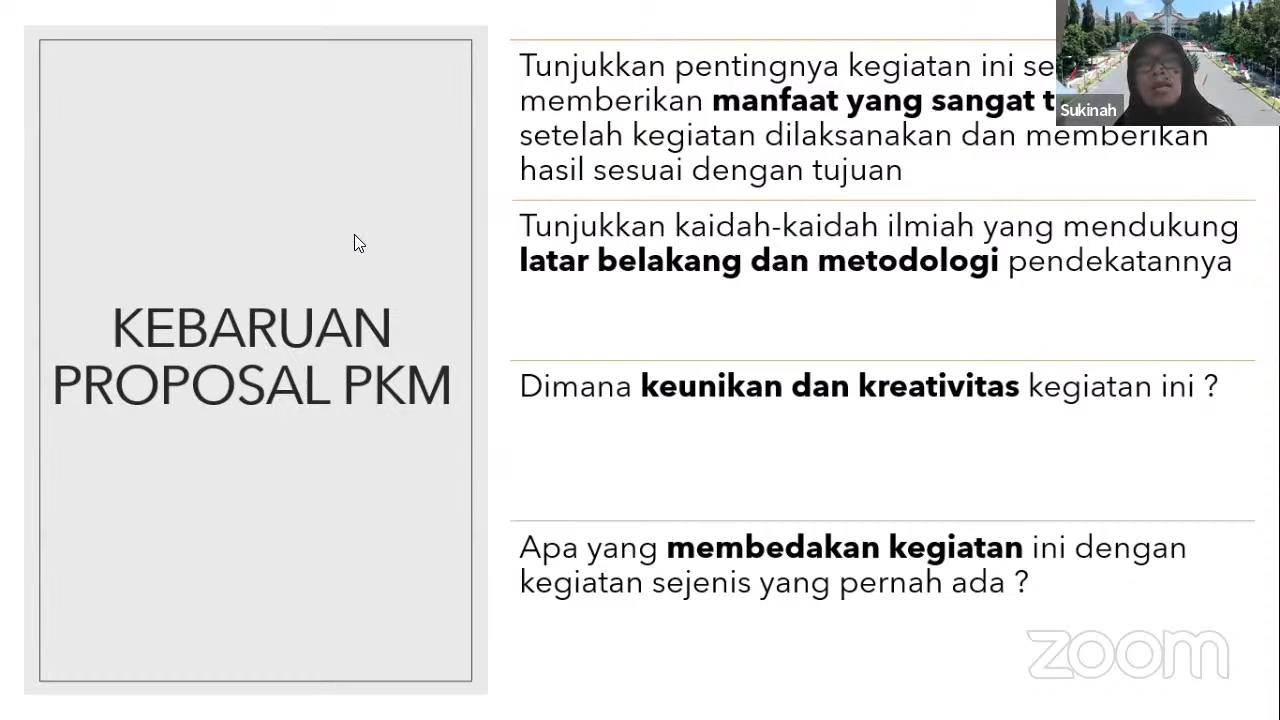 KEBARUAN
PROPOSAL PKM
Tunjukkan pentingnya kegiatan ini
memberikan manfaat yang sangat
setelah kegiatan dilaksanakan dan memberikan
hasil sesuai dengan tujuan
Tunjukkan kaidah-kaidah ilmiah yang mendukung
latar belakang dan metodologi pendekatannya
Dimana keunikan dan kreativitas kegiatan ini ?
Apa yang membedakan kegiatan ini dengan
kegiatan sejenis yang pernah ada ?
Sukinah
zoom